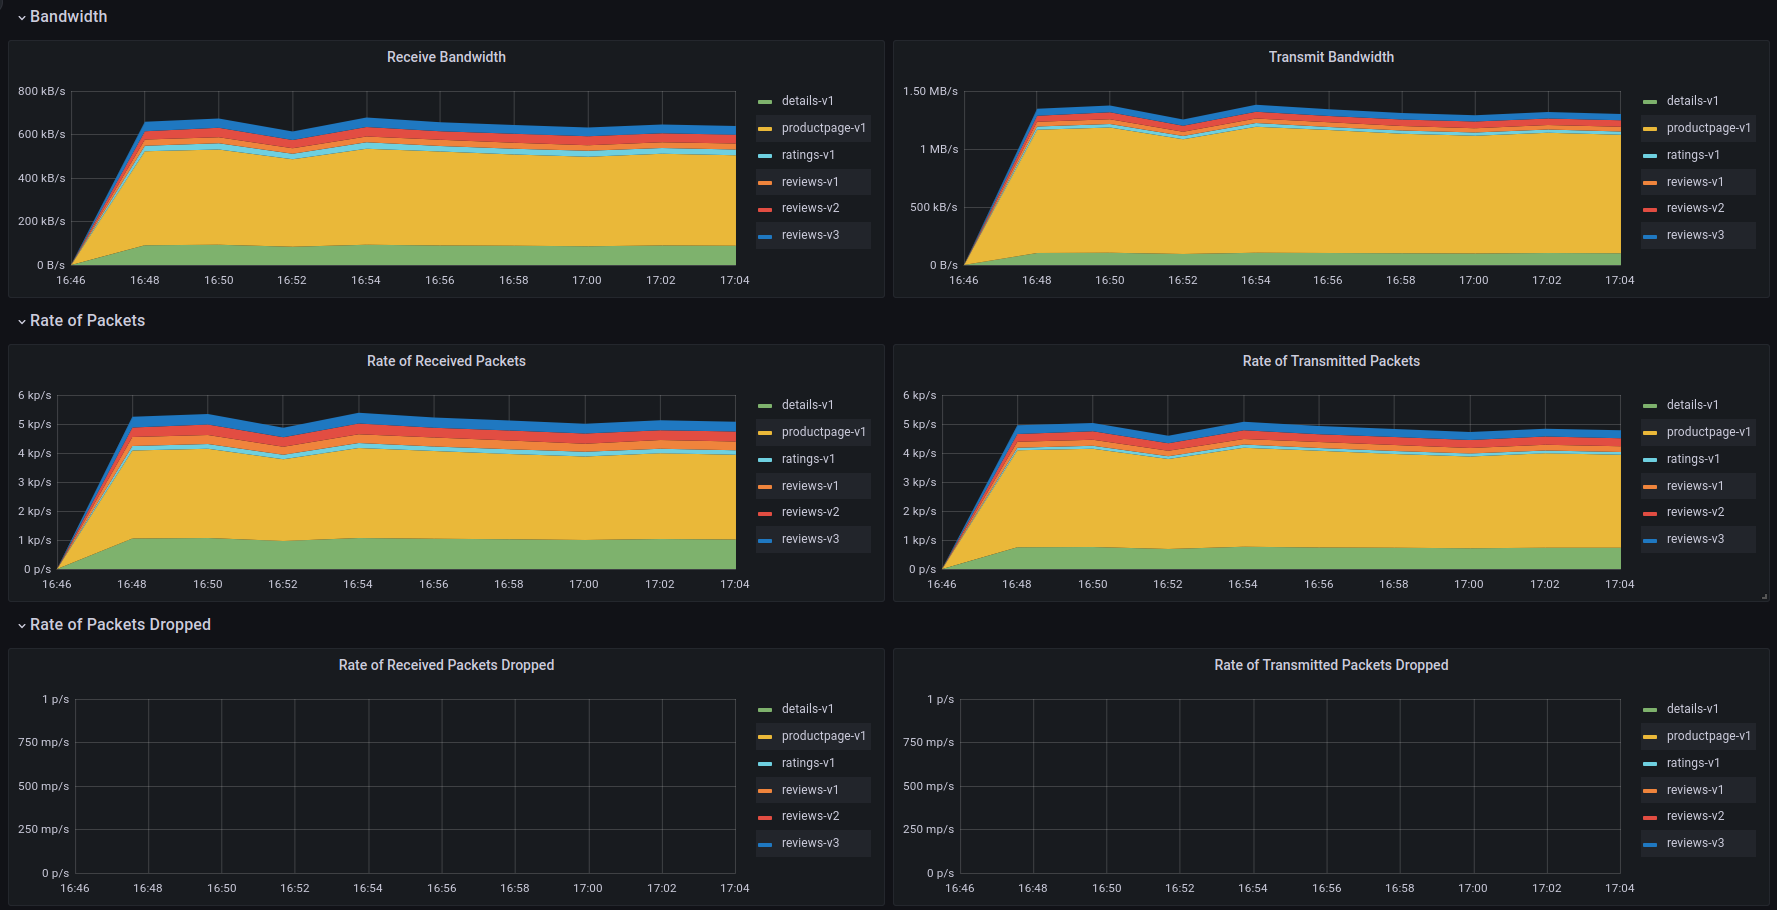 Bandwidth
Receive Bandwidth
800 kB/s
600 kB/s
400 kB/s
200 kB/s
0 B/s
16:46 16:48 16:50 16:52 16:54 16:56 16:58 17:00 17:02 17:04
details-v1
productpage-v1
ratings-v1
reviews-v1
reviews-v2
reviews-v3
Transmit Bandwidth
1.50 MB/s
1 MB/s
500 kB/s
0 B/s
16:46 16:48 16:50 16:52 16:54 16:56 16:58 17:00 17:02 17:04
details-v1
productpage-v1
ratings-v1
reviews-v1
reviews-v2
reviews-v3
Rate of Packets
Rate of Received Packets
6 kp/s
5 kp/s
4 kp/s
3 kp/s
2 kp/s
1 kp/s
0 p/s
16:46 16:48 16:50 16:52 16:54 16:56 16:58 17:00 17:02 17:04
details-v1
productpage-v1
ratings-v1
reviews-v1
reviews-v2
reviews-v3
Rate of Transmitted Packets
6 kp/s
5 kp/s
4 kp/s
3 kp/s
2 kp/s
1 kp/s
0 p/s
16:46 16:48 16:50 16:52 16:54 16:56 16:58 17:00 17:02 17:04
details-v1
productpage-v1
ratings-v1
reviews-v1
reviews-v2
reviews-v3
Rate of Packets Dropped
Rate of Received Packets Dropped
1 p/s
750 mp/s
500 mp/s
250 mp/s
0 p/s
16:46 16:48 16:50 16:52 16:54 16:56 16:58 17:00 17:02 17:04
details-v1
productpage-v1
ratings-v1
reviews-v1
reviews-v2
reviews-v3
Rate of Transmitted Packets Dropped
1 p/s
750 mp/s
500 mp/s
250 mp/s
0 p/s
16:46 16:48 16:50 16:52 16:54 16:56 16:58 17:00 17:02 17:04
details-v1
productpage-v1
ratings-v1
reviews-v1
reviews-v2
reviews-v3